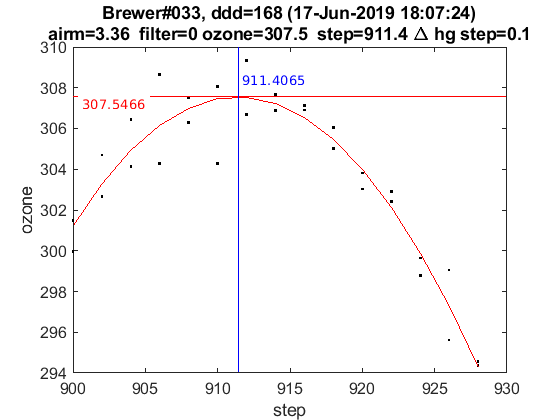 Brewer#033, ddd=168 (17-Jun-2019 18:07:24)
airm=3.36 filter=0 ozone=307.5 step=911.4 Δ hg step=0.1
310
308
306
304
302
300
298
296
294
ozone
911.4065
307.5466
900 905 910 915 920 925 930
step